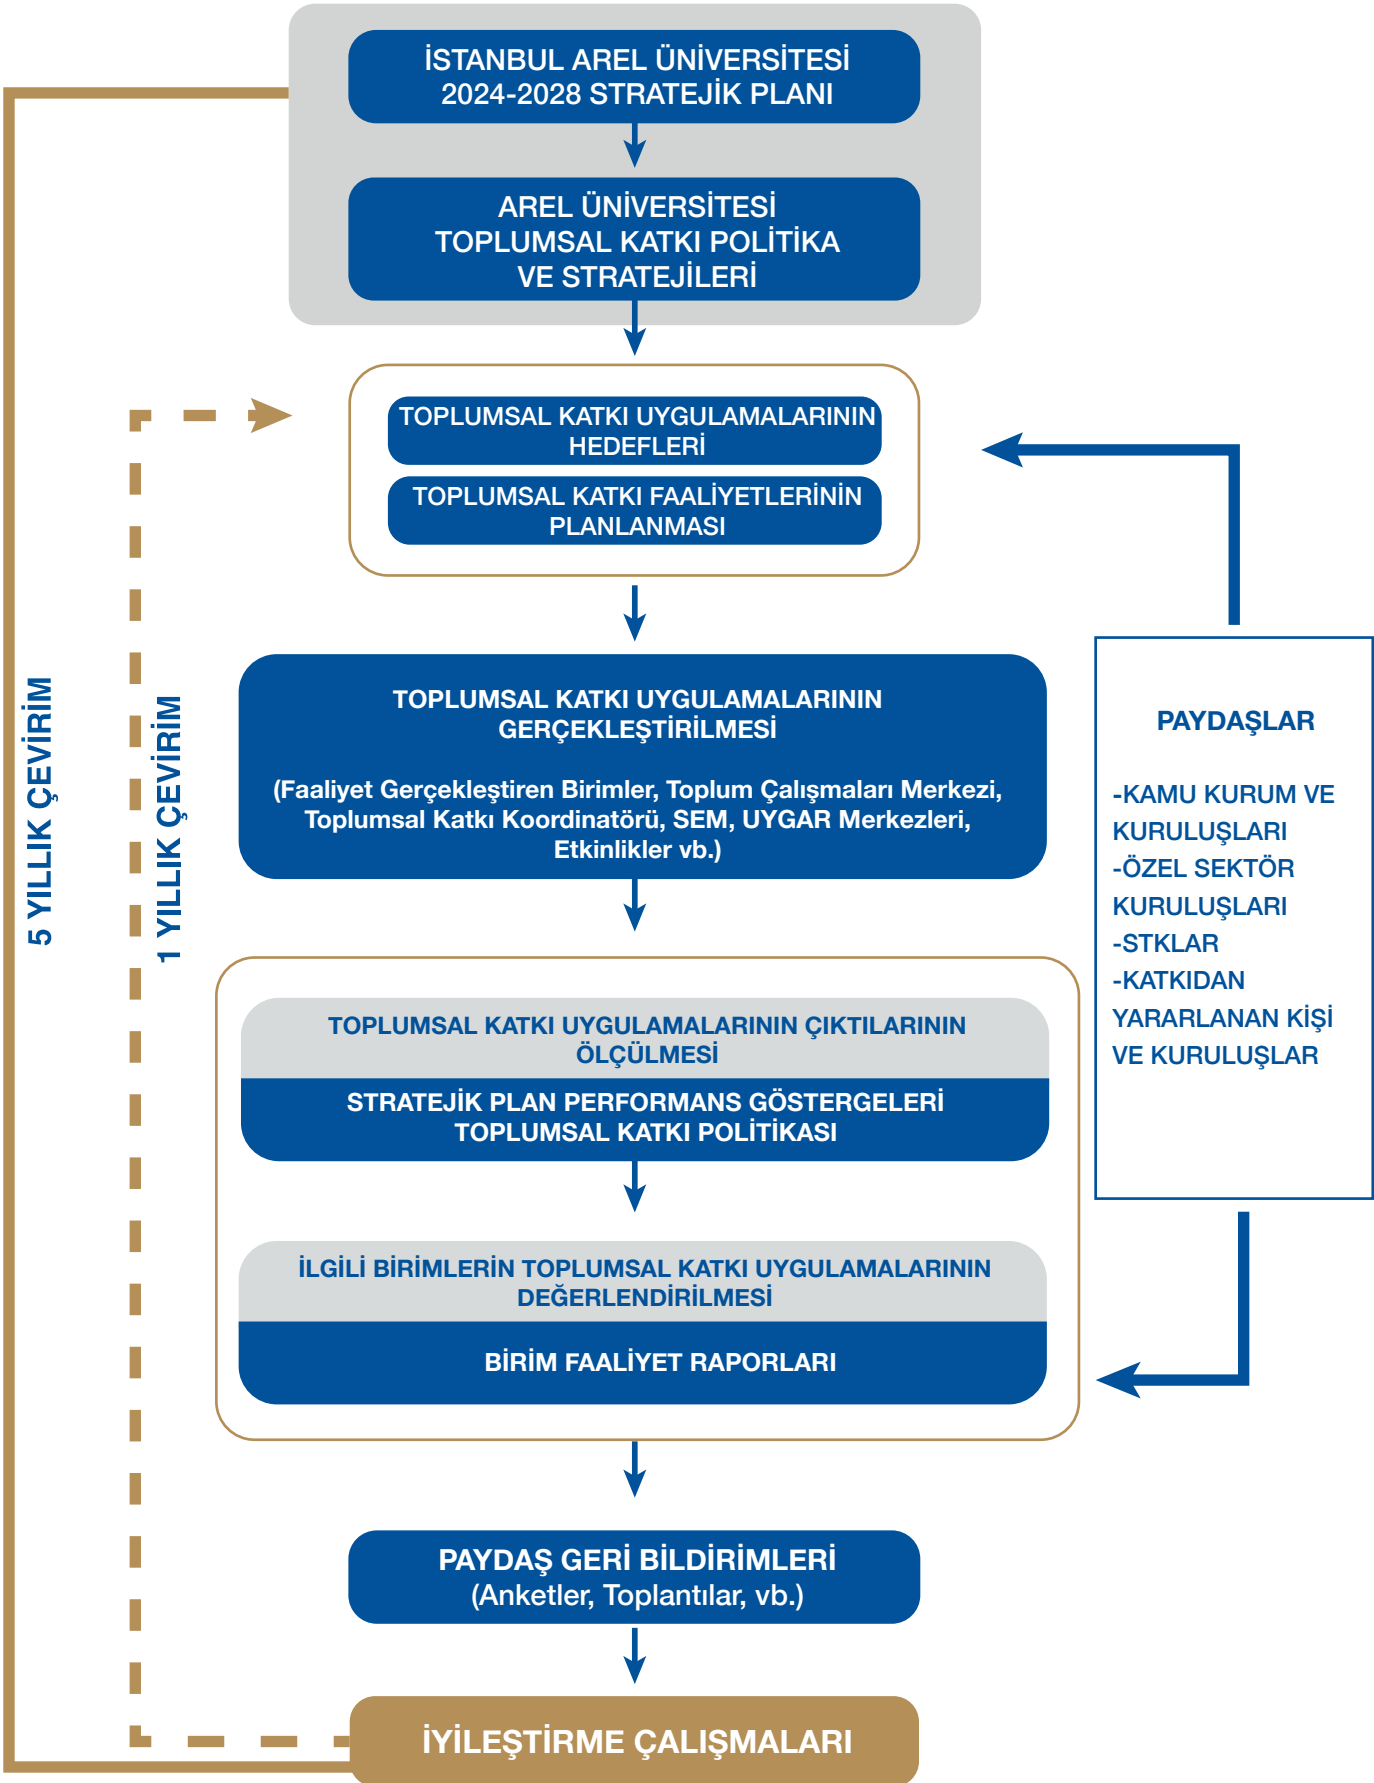 İSTANBUL AREL ÜNİVERSİTESİ
2024-2028 STRATEJİK PLANI
AREL ÜNİVERSİTESİ
TOPLUMSAL KATKI POLİTİKA
VE STRATEJİLERİ
TOPLUMSAL KATKI UYGULAMALARININ
HEDEFLERİ
TOPLUMSAL KATKI FAALİYETLERİNİN
PLANLANMASI
5 YILLIK ÇEVİRİM
1 YILLIK ÇEVİRİM
TOPLUMSAL KATKI UYGULAMALARININ
GERÇEKLEŞTİRİLMESİ
(Faaliyet Gerçekleştiren Birimler, Toplum Çalışmaları Merkezi,
Toplumsal Katkı Koordinatörü, SEM, UYGAR Merkezleri,
Etkinlikler vb.)
PAYDAŞLAR
-KAMU KURUM VE
KURULUŞLARI
-ÖZEL SEKTÖR
KURULUŞLARI
-STKLAR
-KATKIDAN
YARARLANAN KİŞİ
VE KURULUŞLAR
TOPLUMSAL KATKI UYGULAMALARININ ÇIKTILARININ
ÖLÇÜLMESİ
STRATEJİK PLAN PERFORMANS GÖSTERGELERİ
TOPLUMSAL KATKI POLİTİKASI
İLGİLİ BİRİMLERİN TOPLUMSAL KATKI UYGULAMALARININ
DEĞERLENDİRİLMESİ
BİRİM FAALİYET RAPORLARI
PAYDAŞ GERİ BİLDİRİMLERİ
(Anketler, Toplantılar, vb.)
İYİLEŞTİRME ÇALIŞMALARI